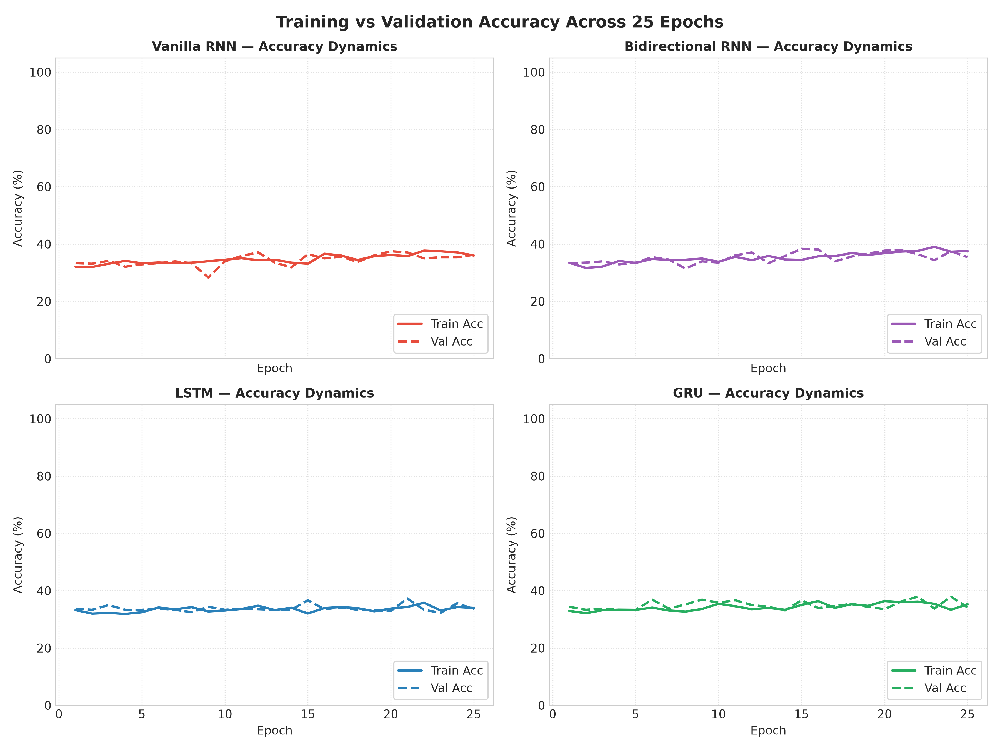 Training vs Validation Accuracy Across 25 Epochs
Vanilla RNN — Accuracy Dynamics
Accuracy (%)
100
80
60
40
20
0
Train Acc
Val Acc
Epoch
Bidirectional RNN — Accuracy Dynamics
Accuracy (%)
100
80
60
40
20
0
Train Acc
Val Acc
Epoch
LSTM — Accuracy Dynamics
Accuracy (%)
100
80
60
40
20
0
Train Acc
Val Acc
0 5 10 15 20 25
Epoch
GRU — Accuracy Dynamics
Accuracy (%)
100
80
60
40
20
0
Train Acc
Val Acc
0 5 10 15 20 25
Epoch